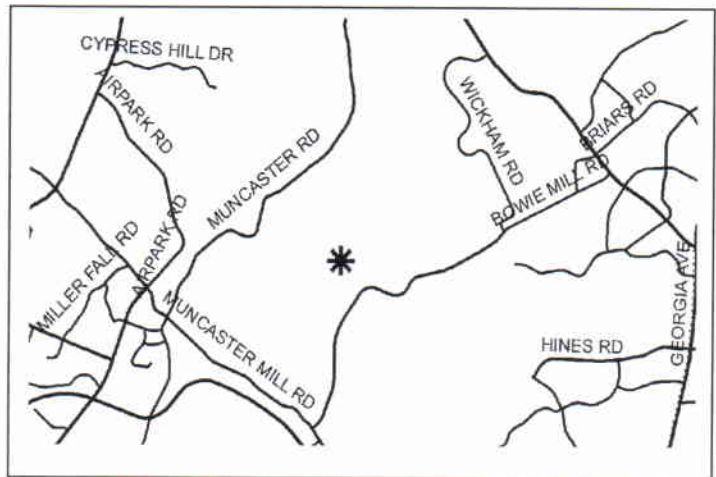 CYPRESS HILL DR
AIRPARK RD
MUNCASTER RD
WICKHAM RD
BRIARS RD
BOWIE MILL RD
AIRPARK RD
MILLER FALL RD
MUNCASTER MILL RD
GEORGIA AVE
HINES RD